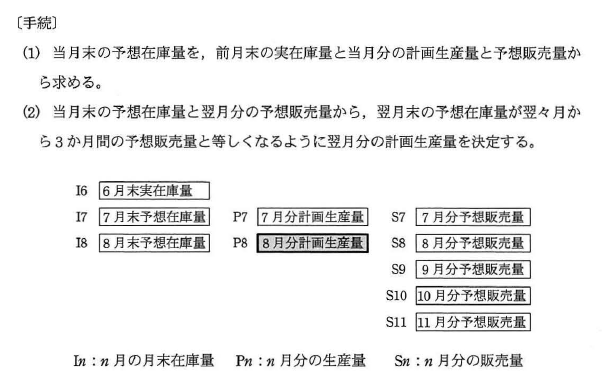 〔手続〕
(1) 当月末の予想在庫量を，前月末の実在庫量と当月分の計画生産量と予想販売量か
ら求める。
(2) 当月末の予想在庫量と翌月分の予想販売量から，翌月末の予想在庫量が翌々月か
ら3か月間の予想販売量と等しくなるように翌月分の計画生産量を決定する。
I6 6月末実在庫量
I7 7月末予想在庫量 P7 7月分計画生産量 S7 7月分予想販売量
I8 8月末予想在庫量 P8 8月分計画生産量 S8 8月分予想販売量
S9 9月分予想販売量
S10 10月分予想販売量
S11 11月分予想販売量
In：n月の月末在庫量 Pn：n月分の生産量 Sn：n月分の販売量